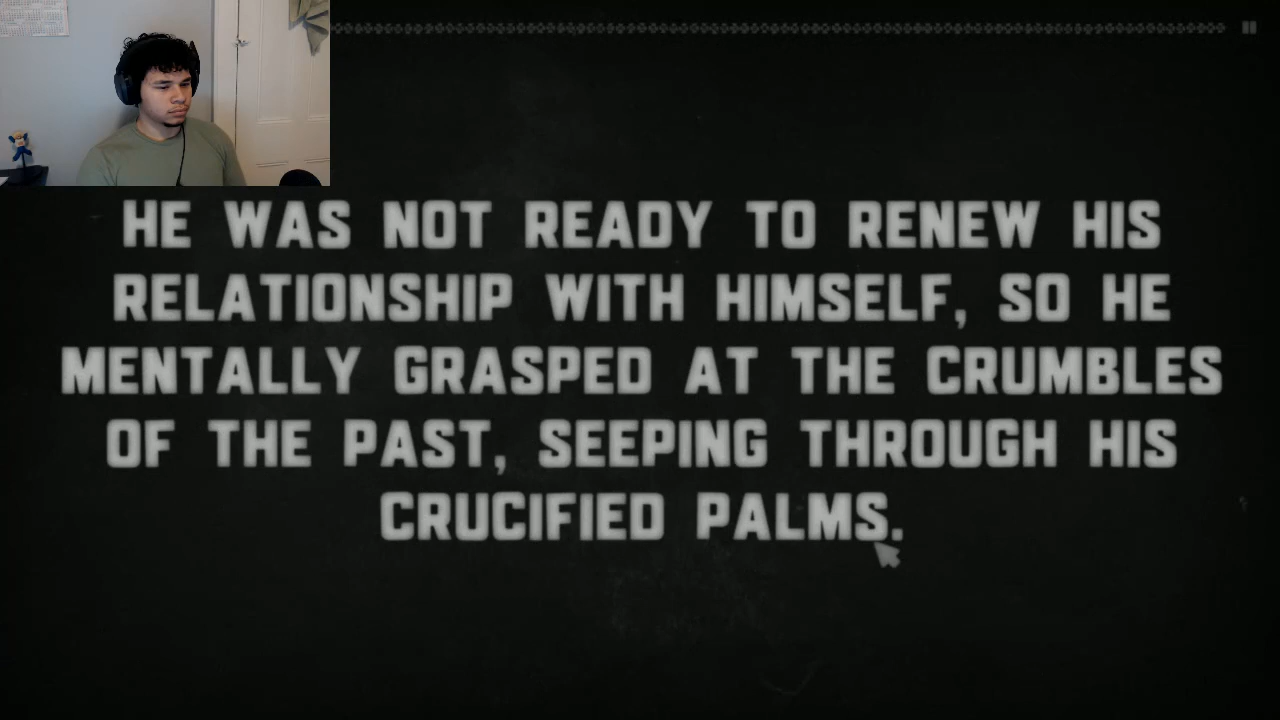 HE WAS NOT READY TO RENEW HIS
RELATIONSHIP WITH HIMSELF, SO HE
MENTALLY GRASPED AT THE CRUMBLES
OF THE PAST, SEEPING THROUGH HIS
CRUCIFIED PALMS.